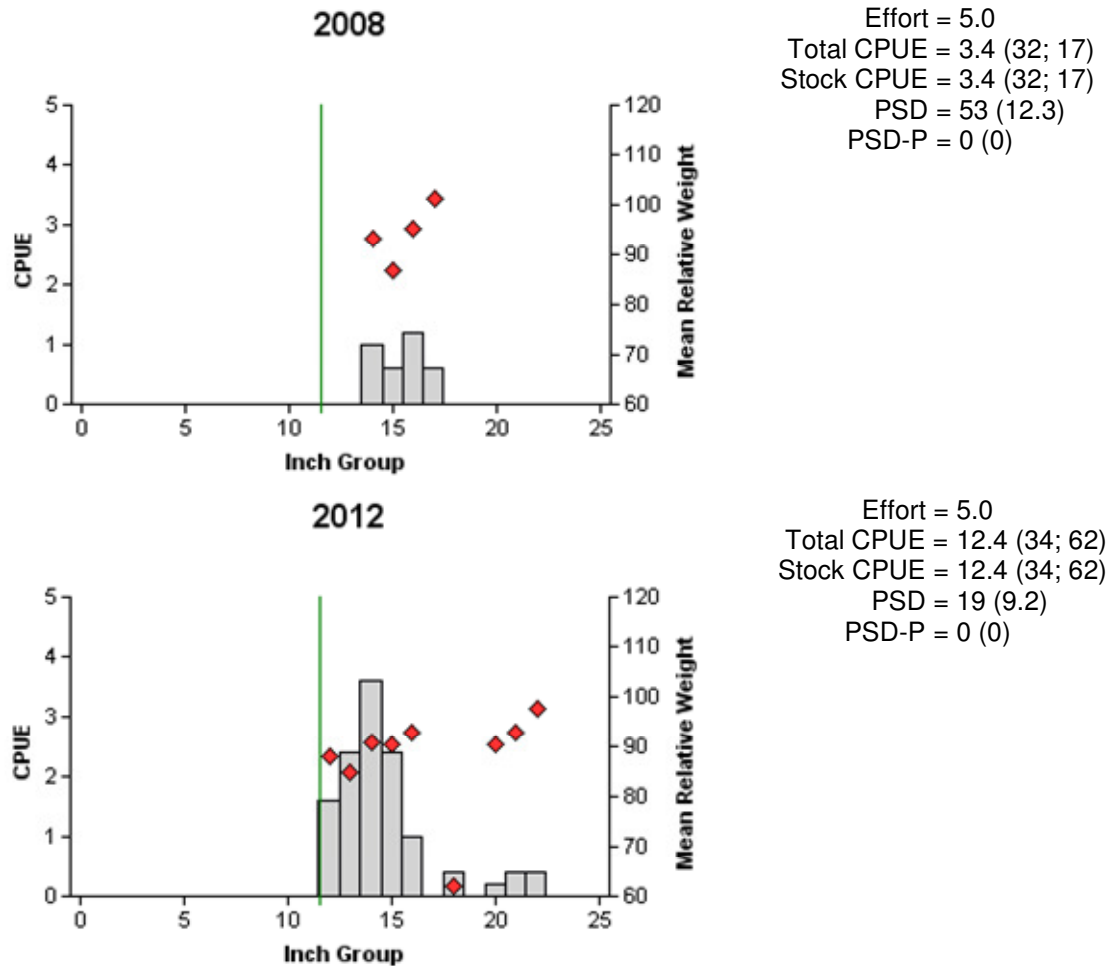 2008
Effort = 5.0
Total CPUE = 3.4 (32; 17)
Stock CPUE = 3.4 (32; 17)
PSD = 53 (12.3)
PSD-P = 0 (0)
5
4
3
2
1
0
CPUE
120
110
100
90
80
70
60
Mean Relative Weight
0 5 10 15 20 25
Inch Group
2012
Effort = 5.0
Total CPUE = 12.4 (34; 62)
Stock CPUE = 12.4 (34; 62)
PSD = 19 (9.2)
PSD-P = 0 (0)
5
4
3
2
1
0
CPUE
120
110
100
90
80
70
60
Mean Relative Weight
0 5 10 15 20 25
Inch Group